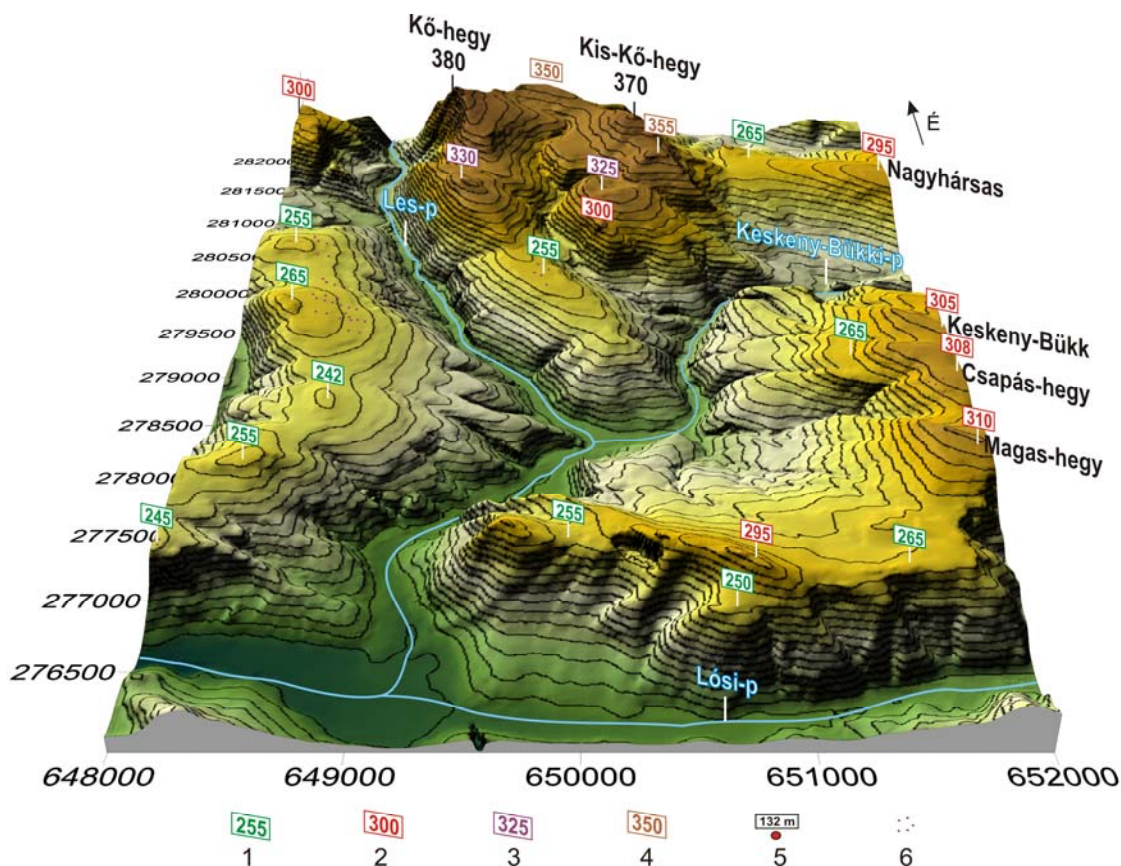 Kő-hegy
380
Kis-Kő-hegy
370
350
300
355
265
295
É
Nagyhársas
330
325
300
Les-p
Keskeny-Bükki-p
282000
281500
281000
280500
280000
279500
279000
278500
278000
277500
277000
276500
255
265
242
255
245
255
265
305
Keskeny-Bükk
308
Csapás-hegy
310
Magas-hegy
255
295
265
250
Lósi-p
648000 649000 650000 651000 652000
255 300 325 350 132 m
1 2 3 4 5 6